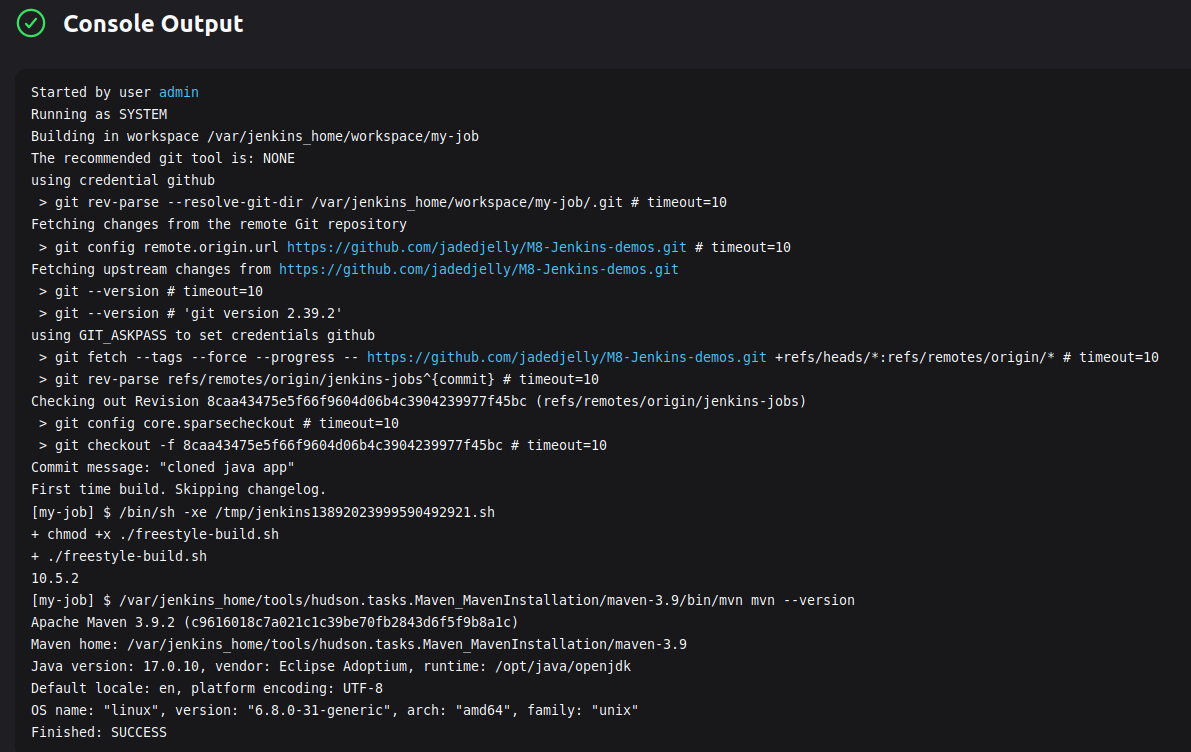 Console Output
Started by user admin
Running as SYSTEM
Building in workspace /var/jenkins_home/workspace/my-job
The recommended git tool is: NONE
using credential github
 > git rev-parse --resolve-git-dir /var/jenkins_home/workspace/my-job/.git # timeout=10
Fetching changes from the remote Git repository
 > git config remote.origin.url https://github.com/jadedjelly/M8-Jenkins-demos.git # timeout=10
Fetching upstream changes from https://github.com/jadedjelly/M8-Jenkins-demos.git
 > git --version # timeout=10
 > git --version # 'git version 2.39.2'
using GIT_ASKPASS to set credentials github
 > git fetch --tags --force --progress -- https://github.com/jadedjelly/M8-Jenkins-demos.git +refs/heads/*:refs/remotes/origin/* # timeout=10
 > git rev-parse refs/remotes/origin/jenkins-jobs^{commit} # timeout=10
Checking out Revision 8caa43475e5f66f9604d06b4c3904239977f45bc (refs/remotes/origin/jenkins-jobs)
 > git config core.sparsecheckout # timeout=10
 > git checkout -f 8caa43475e5f66f9604d06b4c3904239977f45bc # timeout=10
Commit message: "cloned java app"
First time build. Skipping changelog.
[my-job] $ /bin/sh -xe /tmp/jenkins13892023999590492921.sh
+ chmod +x ./freestyle-build.sh
+ ./freestyle-build.sh
10.5.2
[my-job] $ /var/jenkins_home/tools/hudson.tasks.Maven_MavenInstallation/maven-3.9/bin/mvn mvn --version
Apache Maven 3.9.2 (c9616018c7a021c1c39be70fb2843d6f5f9b8a1c)
Maven home: /var/jenkins_home/tools/hudson.tasks.Maven_MavenInstallation/maven-3.9
Java version: 17.0.10, vendor: Eclipse Adoptium, runtime: /opt/java/openjdk
Default locale: en, platform encoding: UTF-8
OS name: "linux", version: "6.8.0-31-generic", arch: "amd64", family: "unix"
Finished: SUCCESS